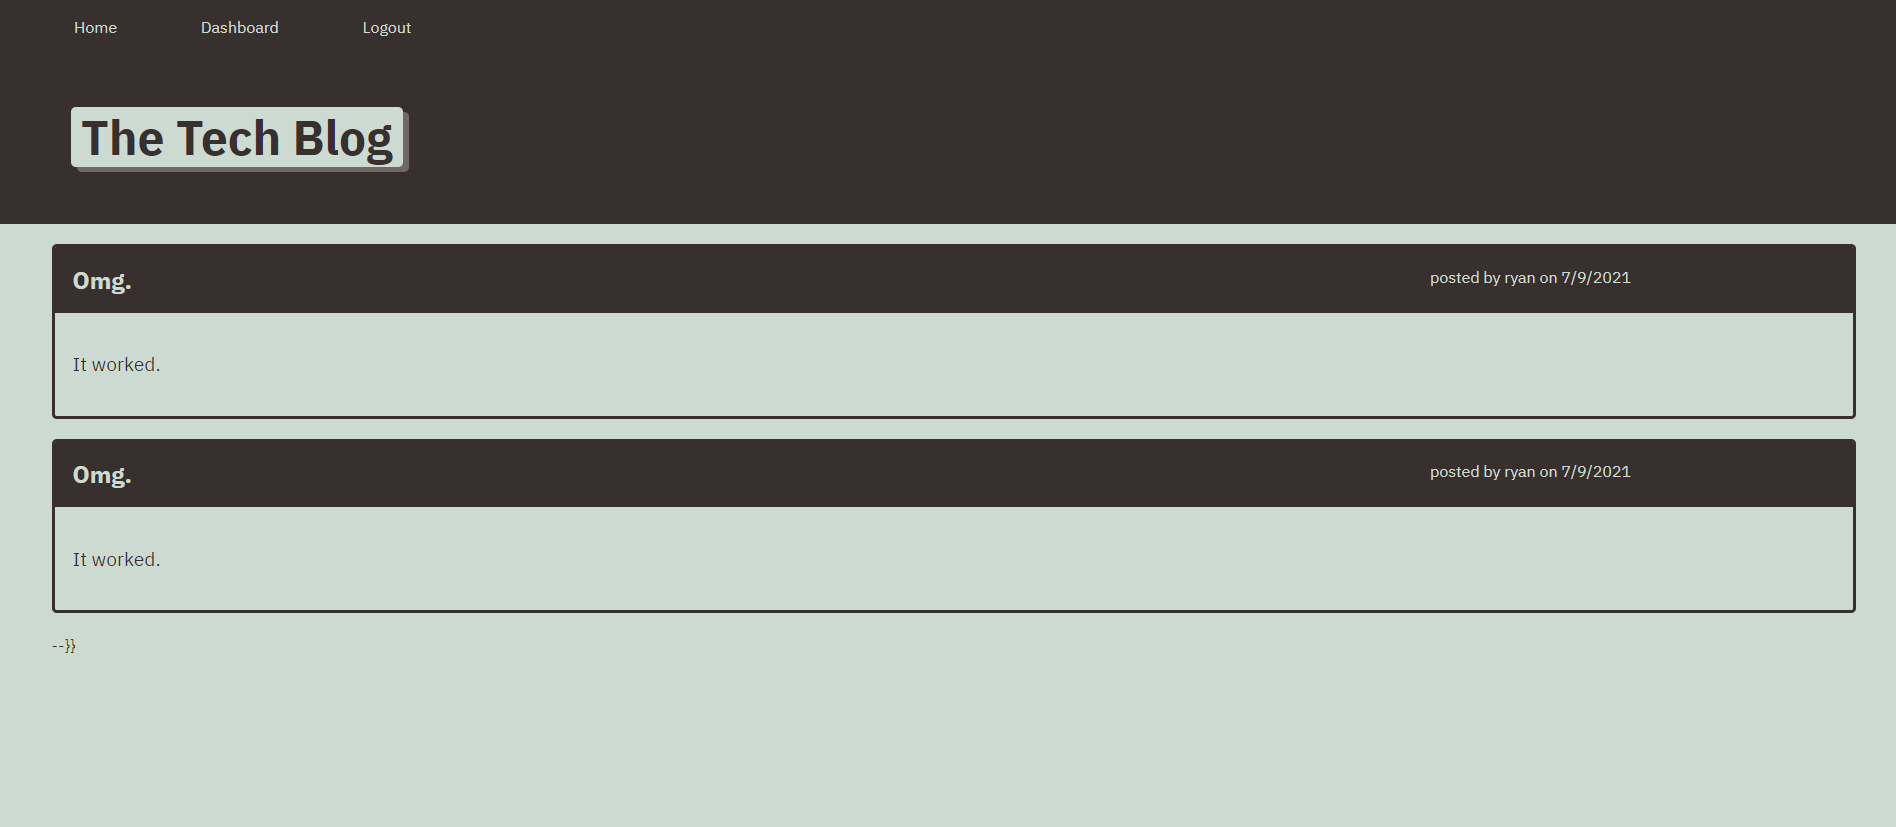 Home Dashboard Logout
The Tech Blog
Omg. posted by ryan on 7/9/2021
It worked.
Omg. posted by ryan on 7/9/2021
It worked.
--}}